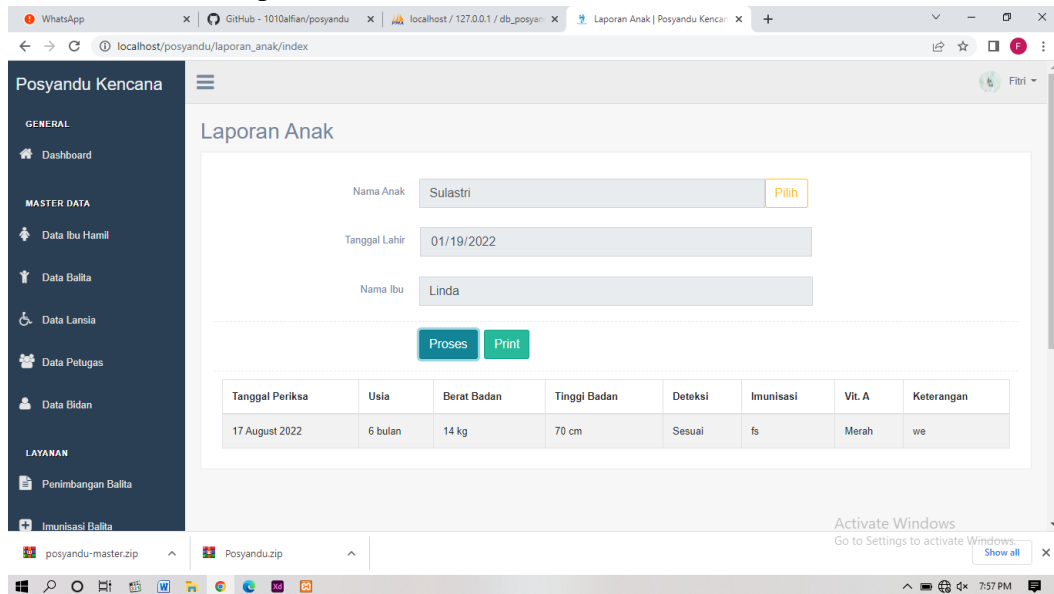 WhatsApp
GitHub - 1010alfian/posyandu
localhost / 127.0.0.1 / db_posyan
Laporan Anak | Posyandu Kencan
localhost/posyandu/laporan_anak/index
F
Posyandu Kencana
Fitri
GENERAL
Dashboard
MASTER DATA
Data Ibu Hamil
Data Balita
Data Lansia
Data Petugas
Data Bidan
LAYANAN
Penimbangan Balita
Imunisasi Balita
Laporan Anak
Nama Anak Sulastri Pilih
Tanggal Lahir 01/19/2022
Nama Ibu Linda
Proses Print
Tanggal Periksa Usia Berat Badan Tinggi Badan Deteksi Imunisasi Vit. A Keterangan
17 August 2022 6 bulan 14 kg 70 cm Sesuai fs Merah we
Activate Windows
Go to Settings to activate Windows.
posyandu-master.zip
Posyandu.zip
Show all
7:57 PM